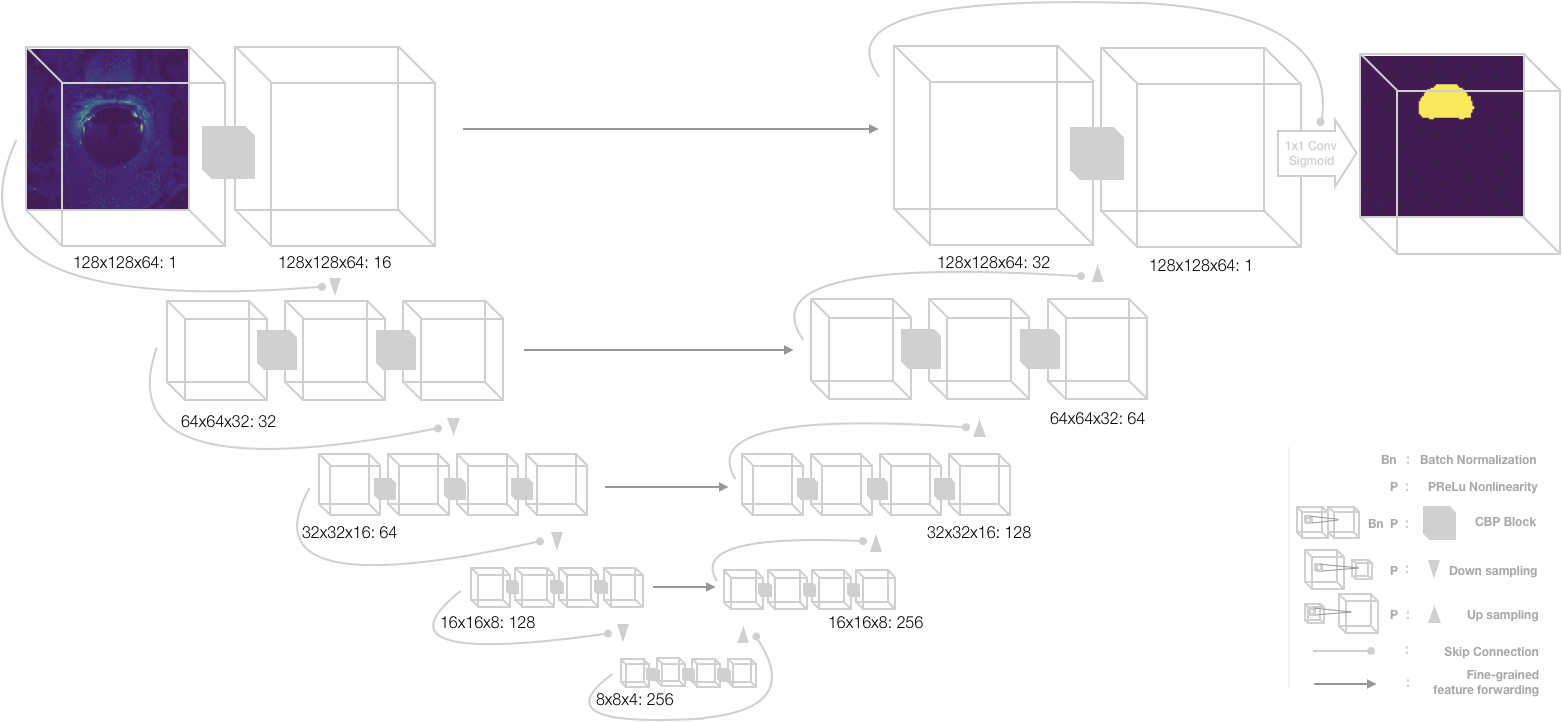 1x1 Conv
Sigmoid
128x128x64: 1
128x128x64: 16
128x128x64: 32
128x128x64: 1
64x64x32: 32
64x64x32: 64
32x32x16: 64
32x32x16: 128
16x16x8: 128
16x16x8: 256
8x8x4: 256
Bn : Batch Normalization
P : PReLu Nonlinearity
Bn P : CBP Block
P : Down sampling
P : Up sampling
: Skip Connection
: Fine-grained
feature forwarding